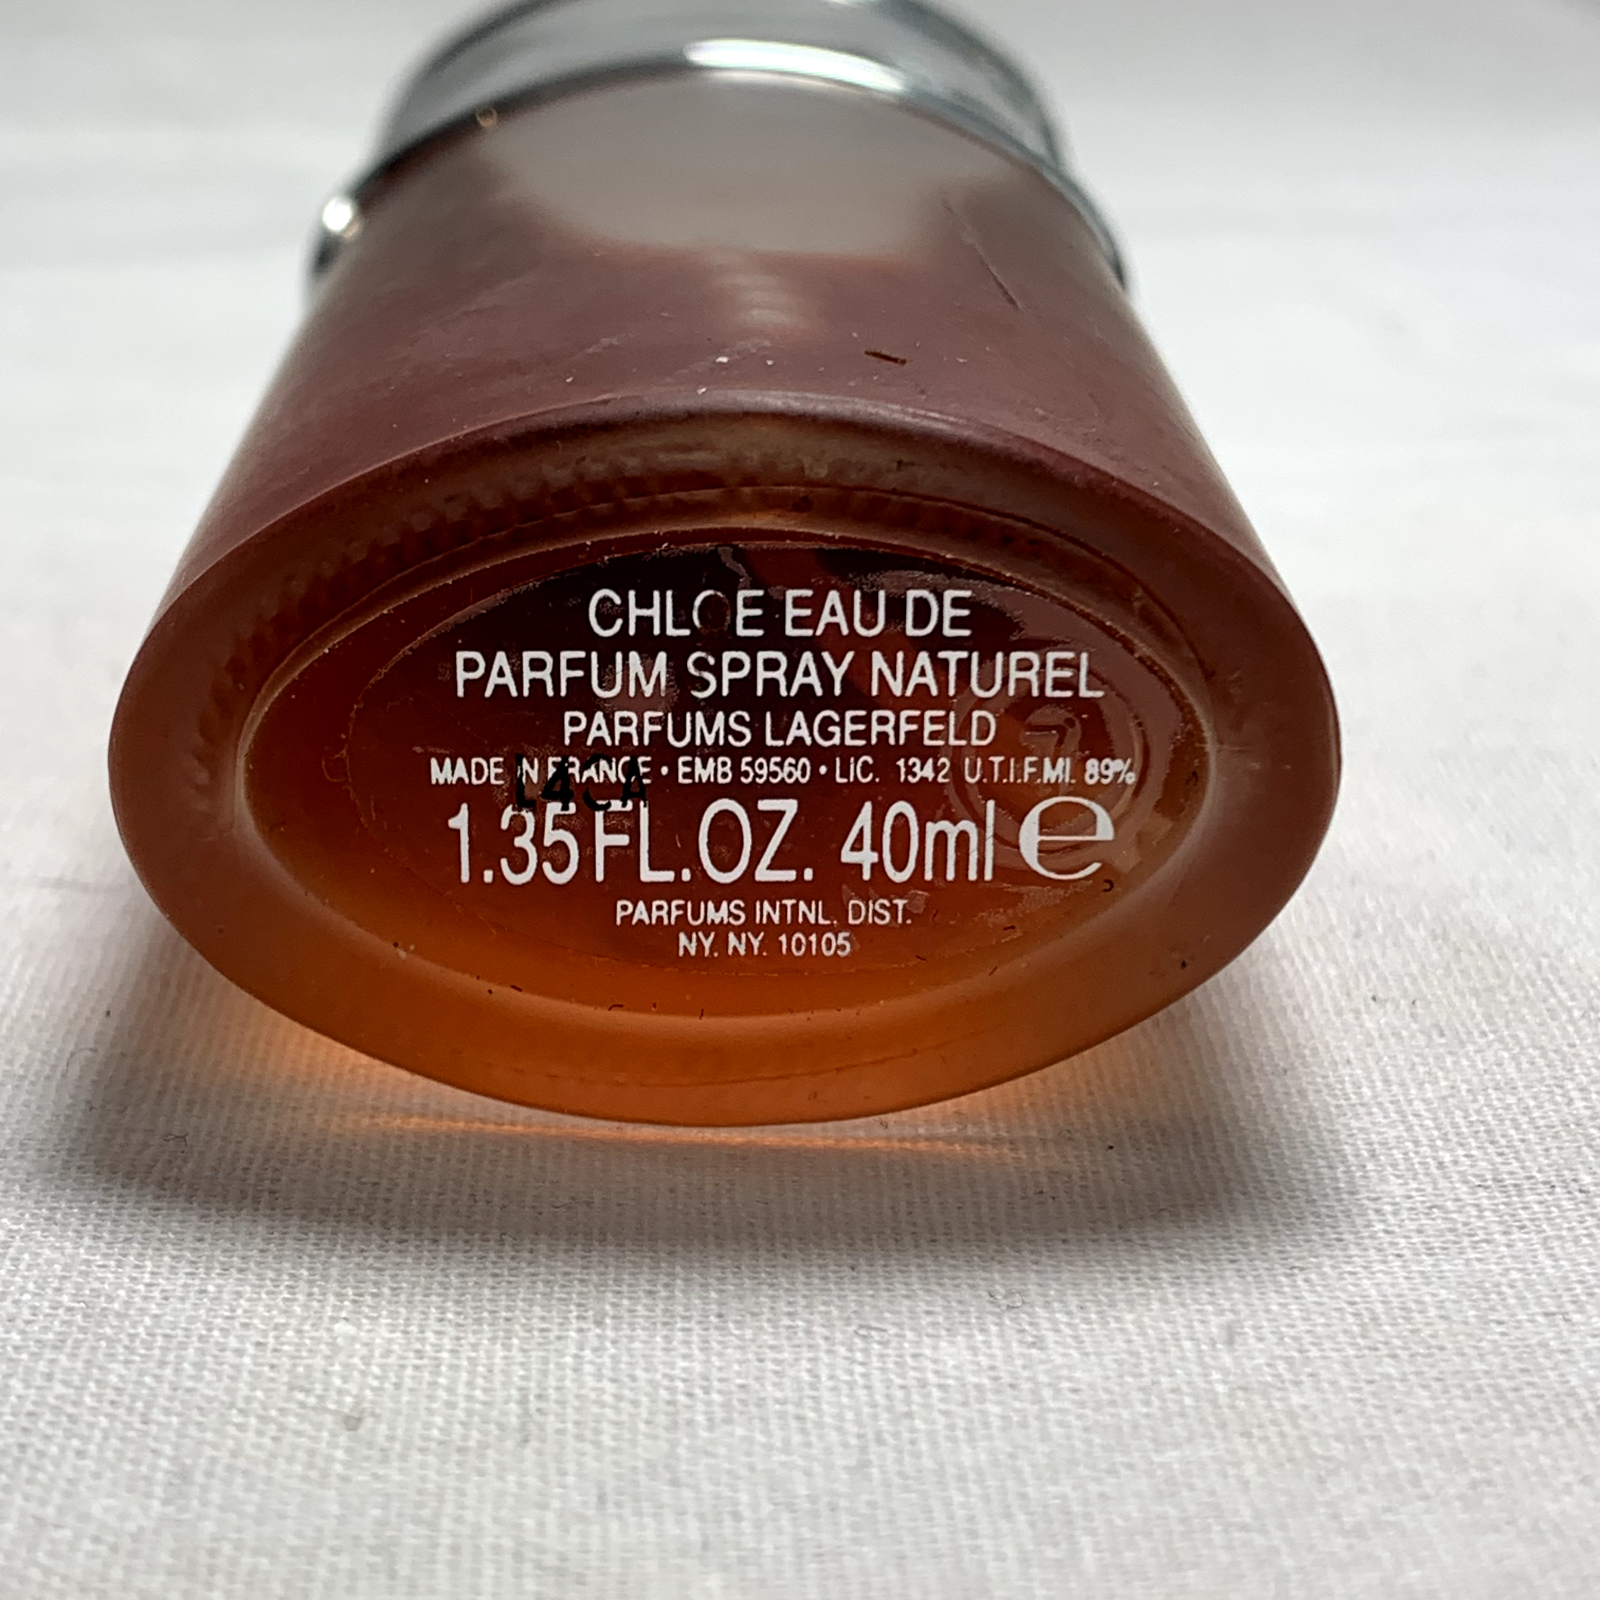 CHLOE EAU DE
PARFUM SPRAY NATUREL
PARFUMS LAGERFELD
MADE IN FRANCE • EMB 59560 • LIC. 1342 U.T.I.F.MI. 89%
L4CA
1.35 FL.OZ. 40ml ℮
PARFUMS INTNL. DIST.
NY. NY. 10105